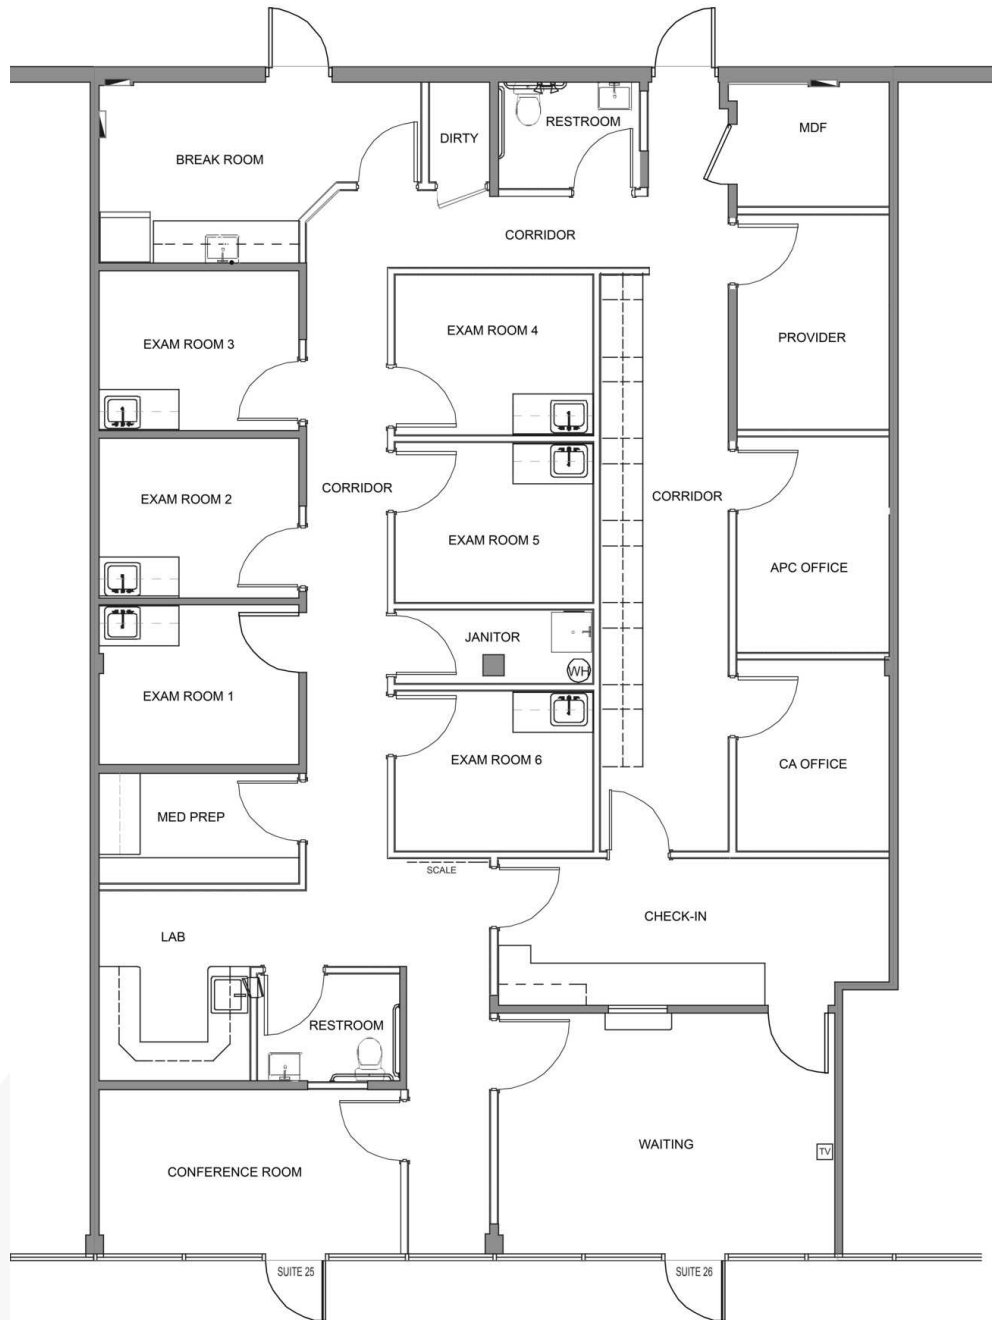 RESTROOM
MDF
DIRTY
BREAK ROOM
CORRIDOR
EXAM ROOM 4
PROVIDER
EXAM ROOM 3
CORRIDOR
CORRIDOR
EXAM ROOM 2
EXAM ROOM 5
APC OFFICE
JANITOR
WH
EXAM ROOM 1
EXAM ROOM 6
CA OFFICE
MED PREP
SCALE
CHECK-IN
LAB
RESTROOM
WAITING
TV
CONFERENCE ROOM
SUITE 25
SUITE 26